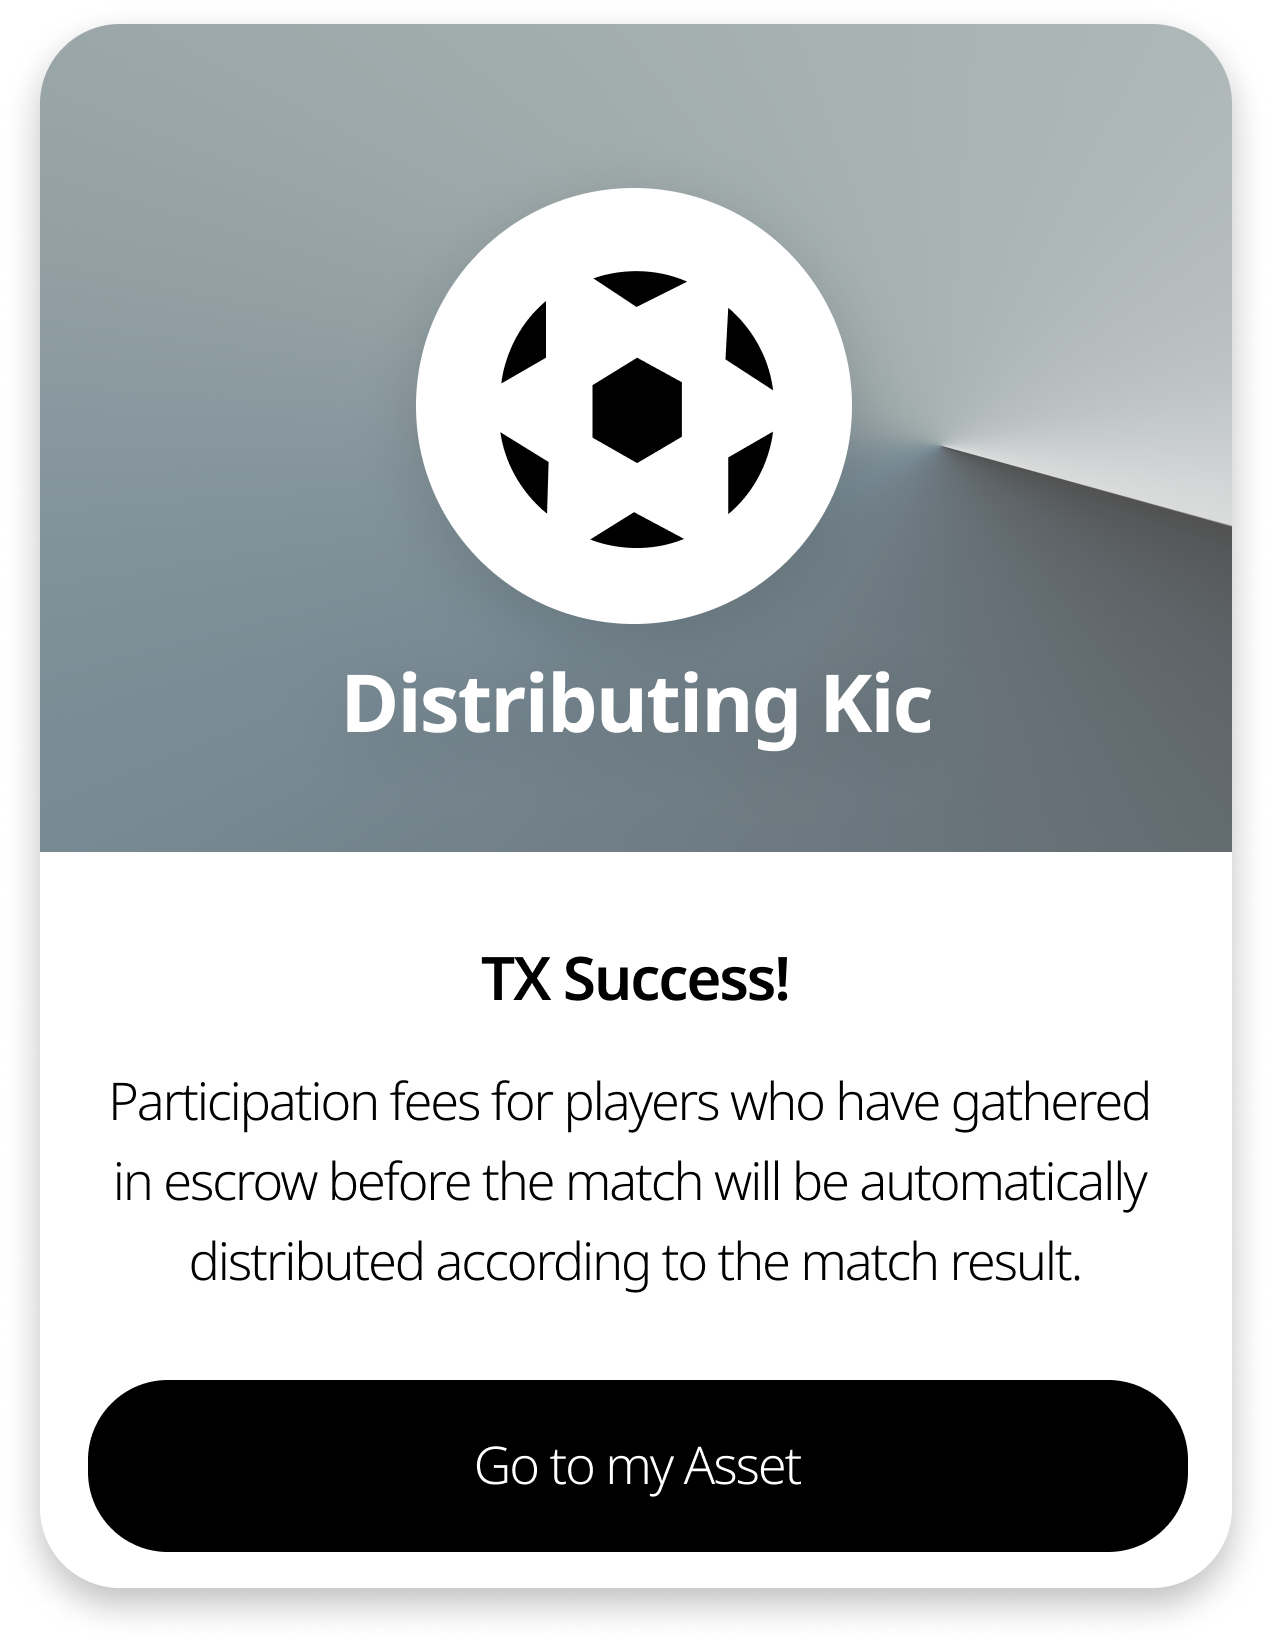 Distributing Kic
TX Success!
Participation fees for players who have gathered
in escrow before the match will be automatically
distributed according to the match result.
Go to my Asset